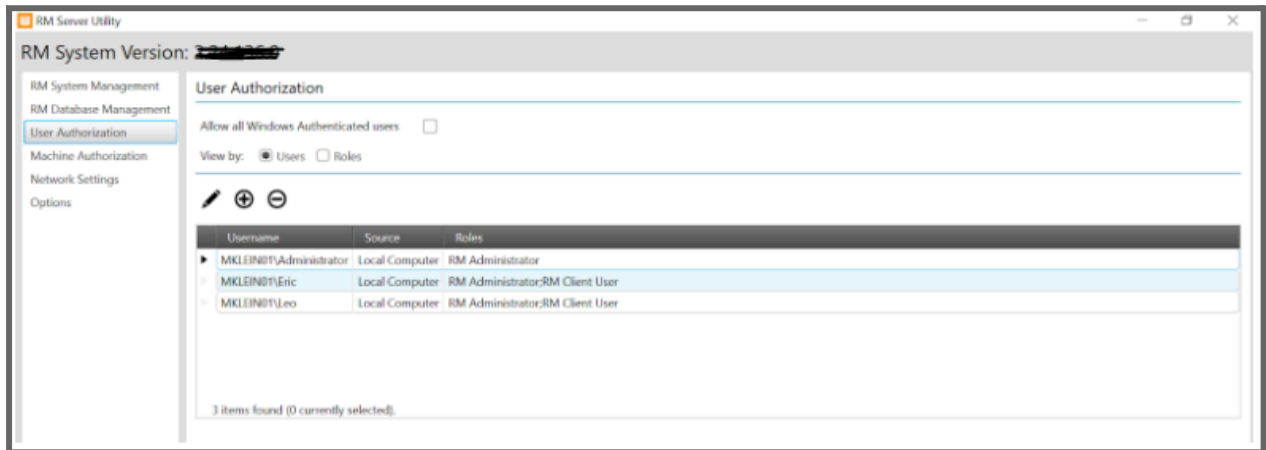 RM Server Utility
RM System Version:
RM System Management
RM Database Management
User Authorization
Machine Authorization
Network Settings
Options
User Authorization
Allow all Windows Authenticated users
View by: Users Roles
Username Source Roles
MKLEIN01\Administrator Local Computer RM Administrator
MKLEIN01\Eric Local Computer RM Administrator;RM Client User
MKLEIN01\Leo Local Computer RM Administrator;RM Client User
3 items found (0 currently selected).